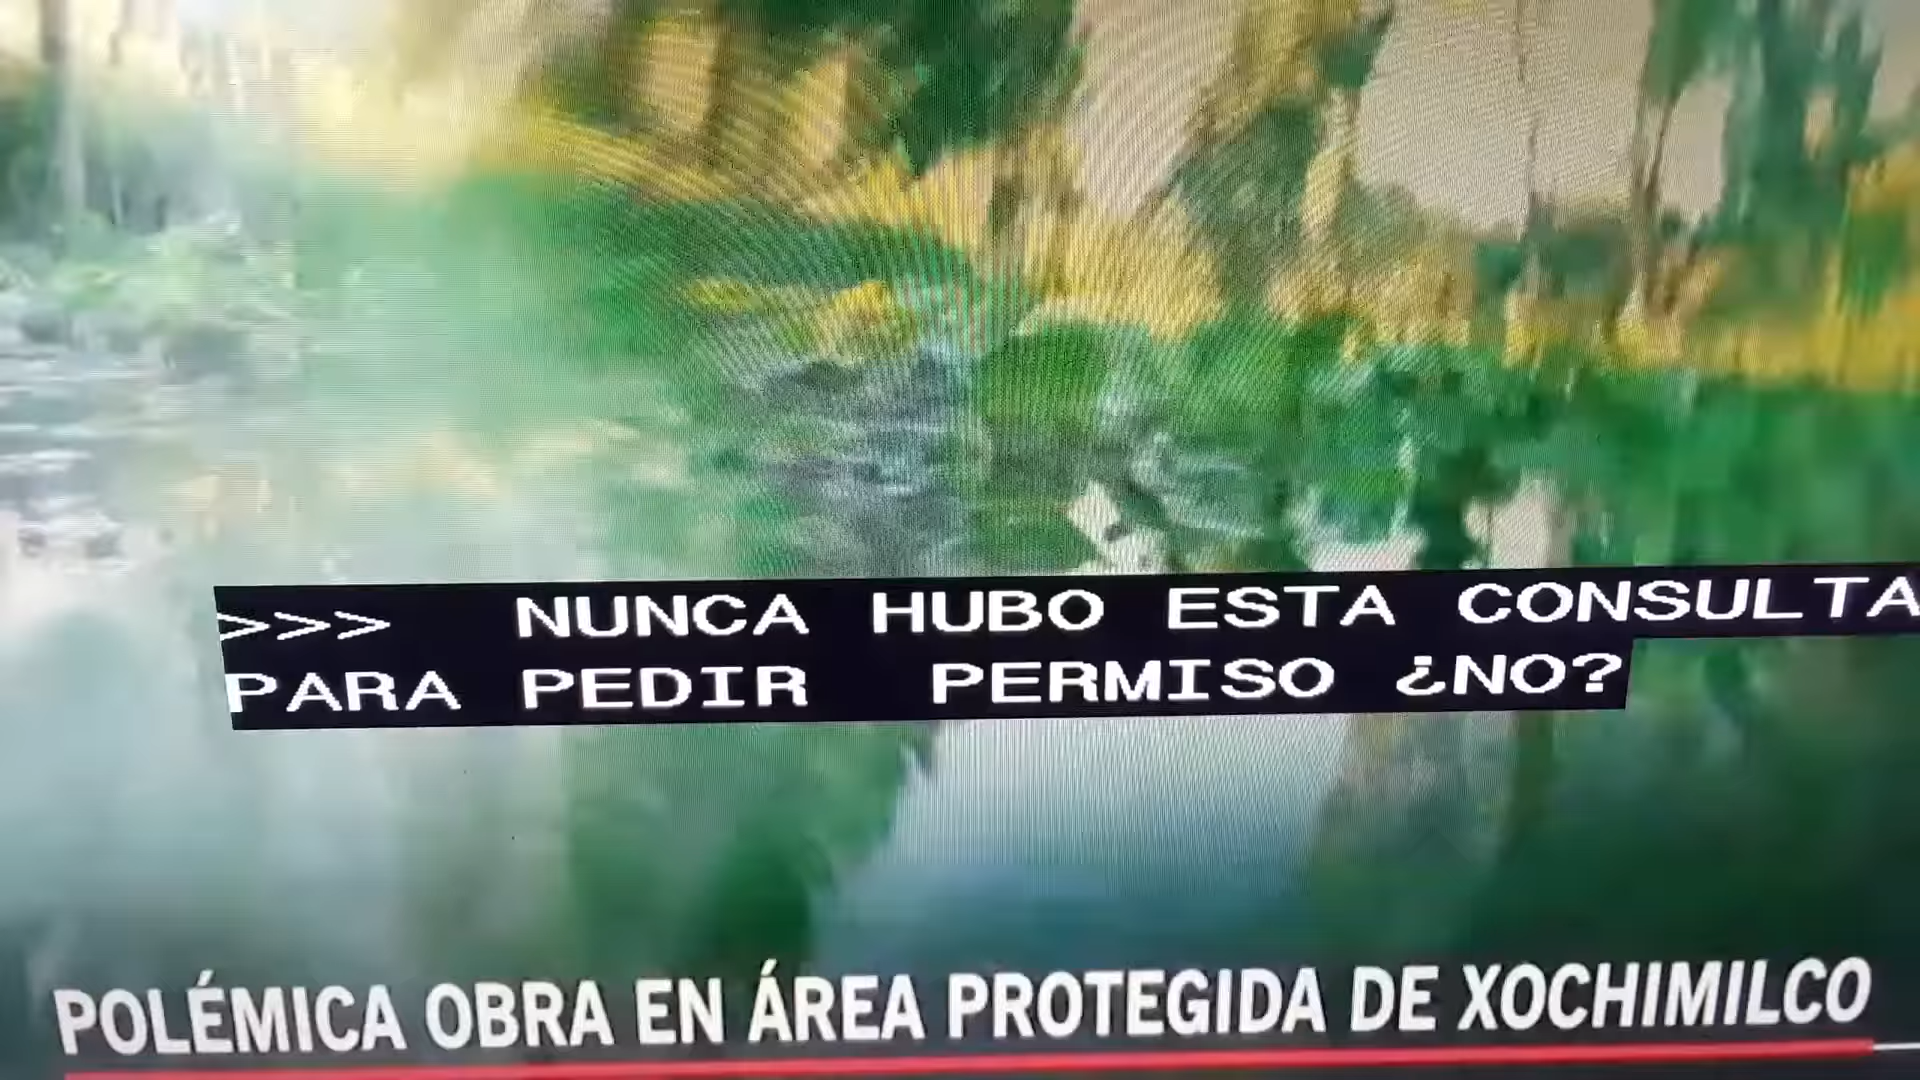 >>> NUNCA HUBO ESTA CONSULTA
PARA PEDIR PERMISO ¿NO?
POLÉMICA OBRA EN ÁREA PROTEGIDA DE XOCHIMILCO